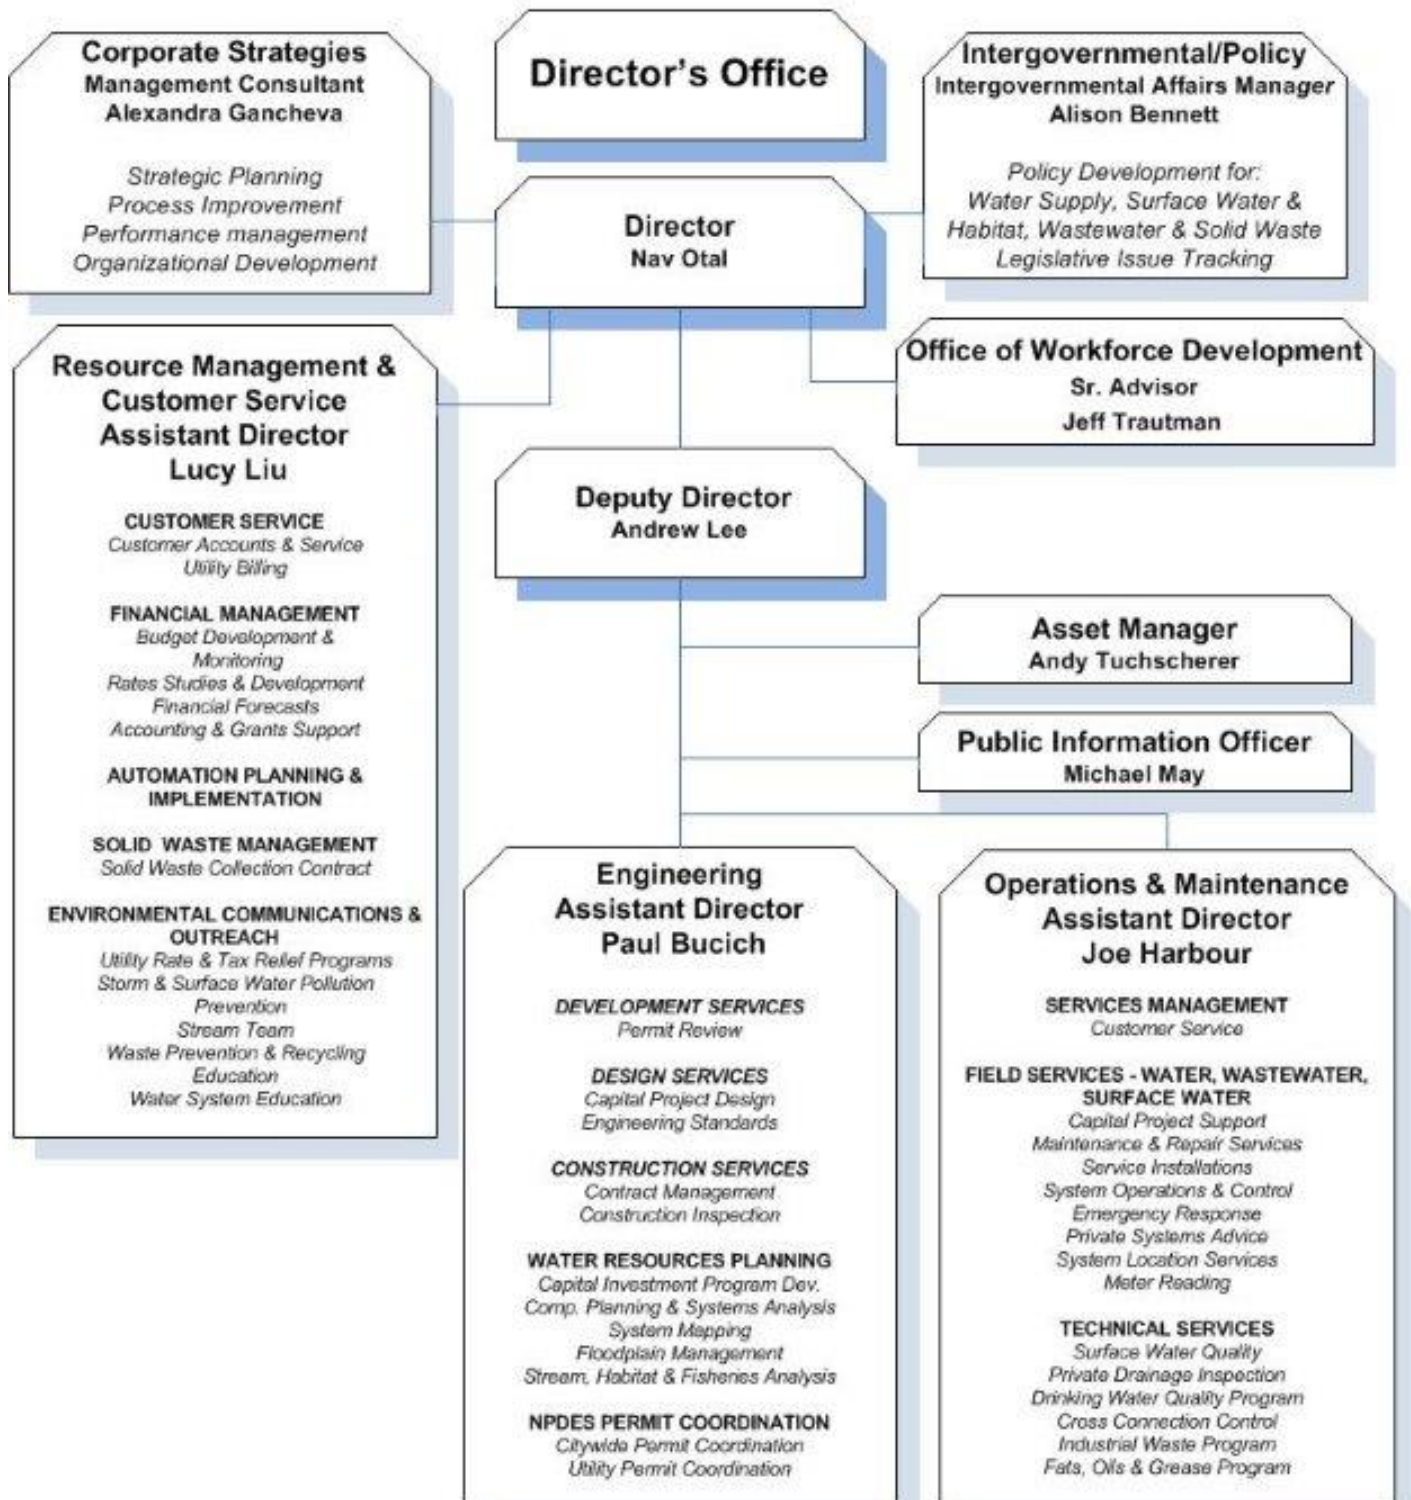 Corporate Strategies
Management Consultant
Alexandra Gancheva
Strategic Planning
Process Improvement
Performance management
Organizational Development
Director's Office
Intergovernmental/Policy
Intergovernmental Affairs Manager
Alison Bennett
Policy Development for:
Water Supply, Surface Water &
Habitat, Wastewater & Solid Waste
Legislative Issue Tracking
Director
Nav Otal
Resource Management &
Customer Service
Assistant Director
Lucy Liu
CUSTOMER SERVICE
Customer Accounts & Service
Utility Billing
FINANCIAL MANAGEMENT
Budget Development &
Monitoring
Rates Studies & Development
Financial Forecasts
Accounting & Grants Support
AUTOMATION PLANNING &
IMPLEMENTATION
SOLID WASTE MANAGEMENT
Solid Waste Collection Contract
ENVIRONMENTAL COMMUNICATIONS &
OUTREACH
Utility Rate & Tax Relief Programs
Storm & Surface Water Pollution
Prevention
Stream Team
Waste Prevention & Recycling
Education
Water System Education
Office of Workforce Development
Sr. Advisor
Jeff Trautman
Deputy Director
Andrew Lee
Asset Manager
Andy Tuchscherer
Public Information Officer
Michael May
Engineering
Assistant Director
Paul Bucich
DEVELOPMENT SERVICES
Permit Review
DESIGN SERVICES
Capital Project Design
Engineering Standards
CONSTRUCTION SERVICES
Contract Management
Construction Inspection
WATER RESOURCES PLANNING
Capital Investment Program Dev.
Comp. Planning & Systems Analysis
System Mapping
Floodplain Management
Stream, Habitat & Fisheries Analysis
NPDES PERMIT COORDINATION
Citywide Permit Coordination
Utility Permit Coordination
Operations & Maintenance
Assistant Director
Joe Harbour
SERVICES MANAGEMENT
Customer Service
FIELD SERVICES - WATER, WASTEWATER,
SURFACE WATER
Capital Project Support
Maintenance & Repair Services
Service Installations
System Operations & Control
Emergency Response
Private Systems Advice
System Location Services
Meter Reading
TECHNICAL SERVICES
Surface Water Quality
Private Drainage Inspection
Drinking Water Quality Program
Cross Connection Control
Industrial Waste Program
Fats, Oils & Grease Program